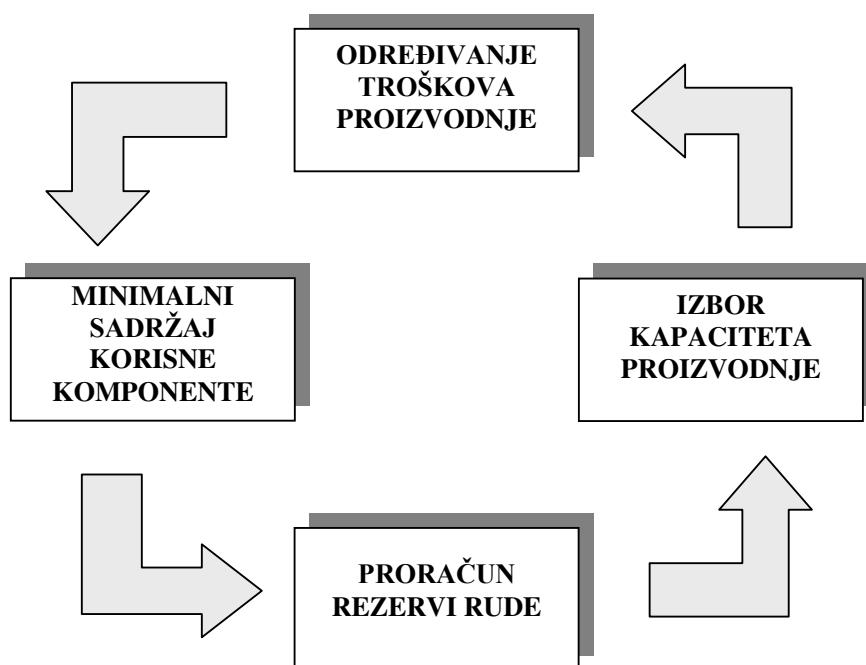 ODREĐIVANJE
TROŠKOVA
PROIZVODNJE
MINIMALNI
SADRŽAJ
KORISNE
KOMPONENTE
IZBOR
KAPACITETA
PROIZVODNJE
PRORAČUN
REZERVI RUDE